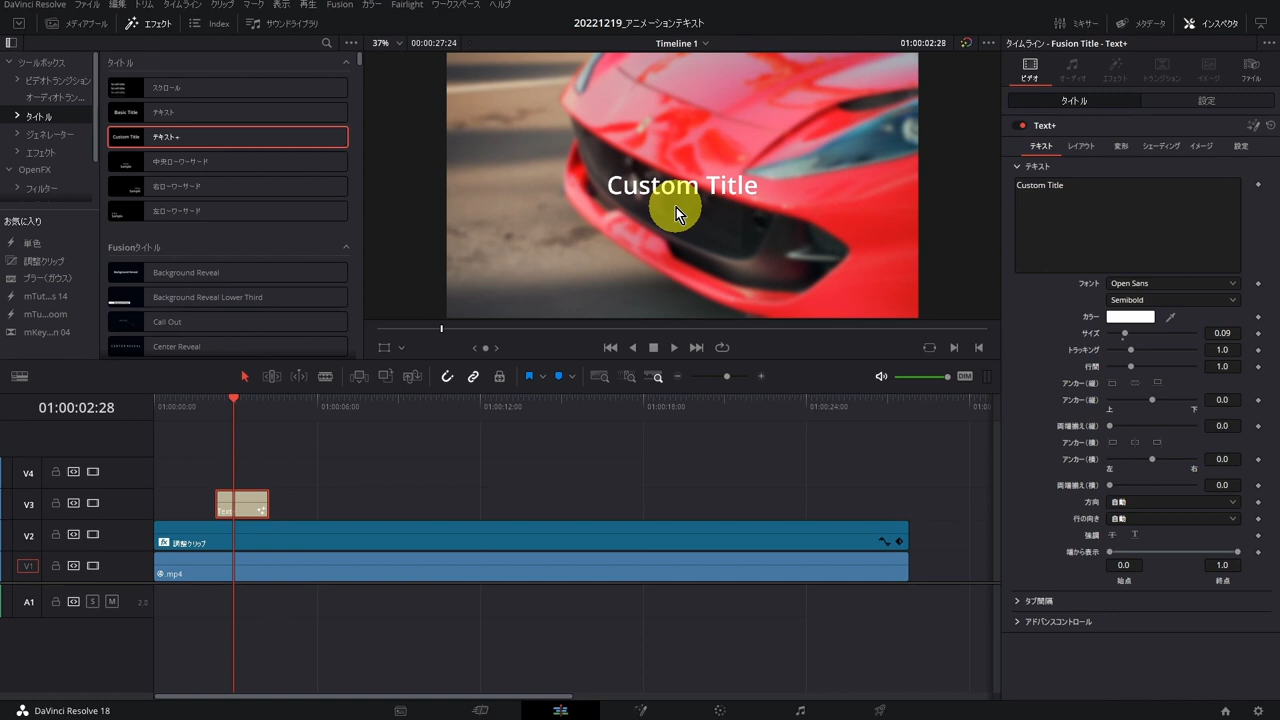 DaVinci Resolve ファイル 編集 トリム タイムライン クリップ マーク 表示 再生 Fusion カラー Fairlight ワークスペース ヘルプ
メディアプール エフェクト Index サウンドライブラリ 20221219_アニメーションテキスト ミキサー メタデータ インスペクタ
37% 00:00:27:24 Timeline 1 01:00:02:28 タイムライン - Fusion Title - Text+
ツールボックス
ビデオトランジション
オーディオトラン...
タイトル
ジェネレーター
エフェクト
OpenFX
フィルター
お気に入り
単色
調整クリップ
ブラー(ガウス)
mTut...s 14
mTu...oom
mKey...n 04
タイトル
スクロール
Basic Title テキスト
Custom Title テキスト+
中央ローワーサード
右ローワーサード
左ローワーサード
Fusionタイトル
Background Reveal
Background Reveal Lower Third
Call Out
Center Reveal
Custom Title
ビデオ オーディオ エフェクト トランジション イメージ ファイル
タイトル 設定
Text+
テキスト レイアウト 変形 シェーディング イメージ 設定
テキスト
Custom Title
フォント Open Sans
Semibold
カラー
サイズ 0.09
トラッキング 1.0
行間 1.0
アンカー(縦)
アンカー(縦) 0.0
上 下
両端揃え(縦) 0.0
アンカー(横)
アンカー(横) 0.0
左 右
両端揃え(横) 0.0
方向 自動
行の向き 自動
強調 T T
端から表示
0.0 1.0
始点 終点
タブ間隔
アドバンスコントロール
DIM
01:00:02:28 01:00:00:00 01:00:06:00 01:00:12:00 01:00:18:00 01:00:24:00
V4
V3 Text
V2 fx 調整クリップ
V1 .mp4
A1 S M 2.0
DaVinci Resolve 18